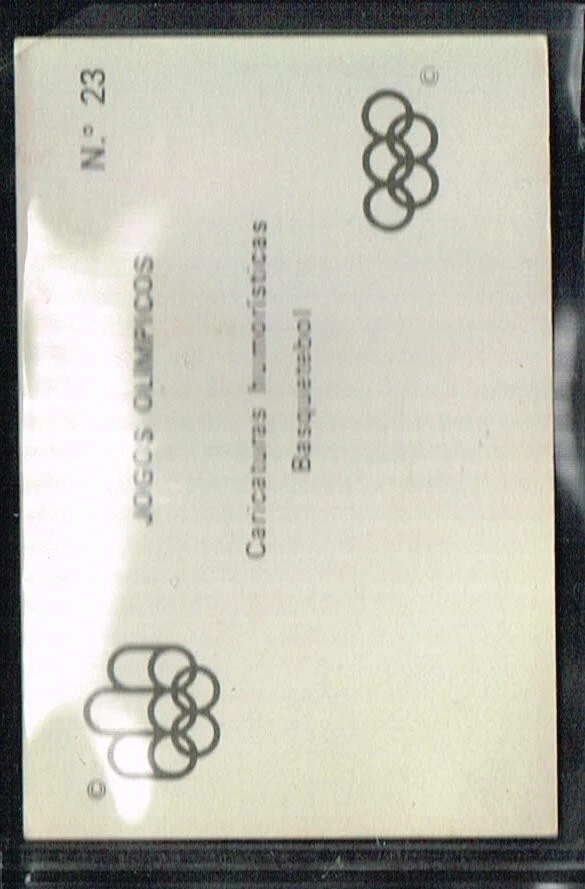 N.º 23
©
JOGOS OLIMPICOS
Caricaturas humorísticas
Basquetebol
©